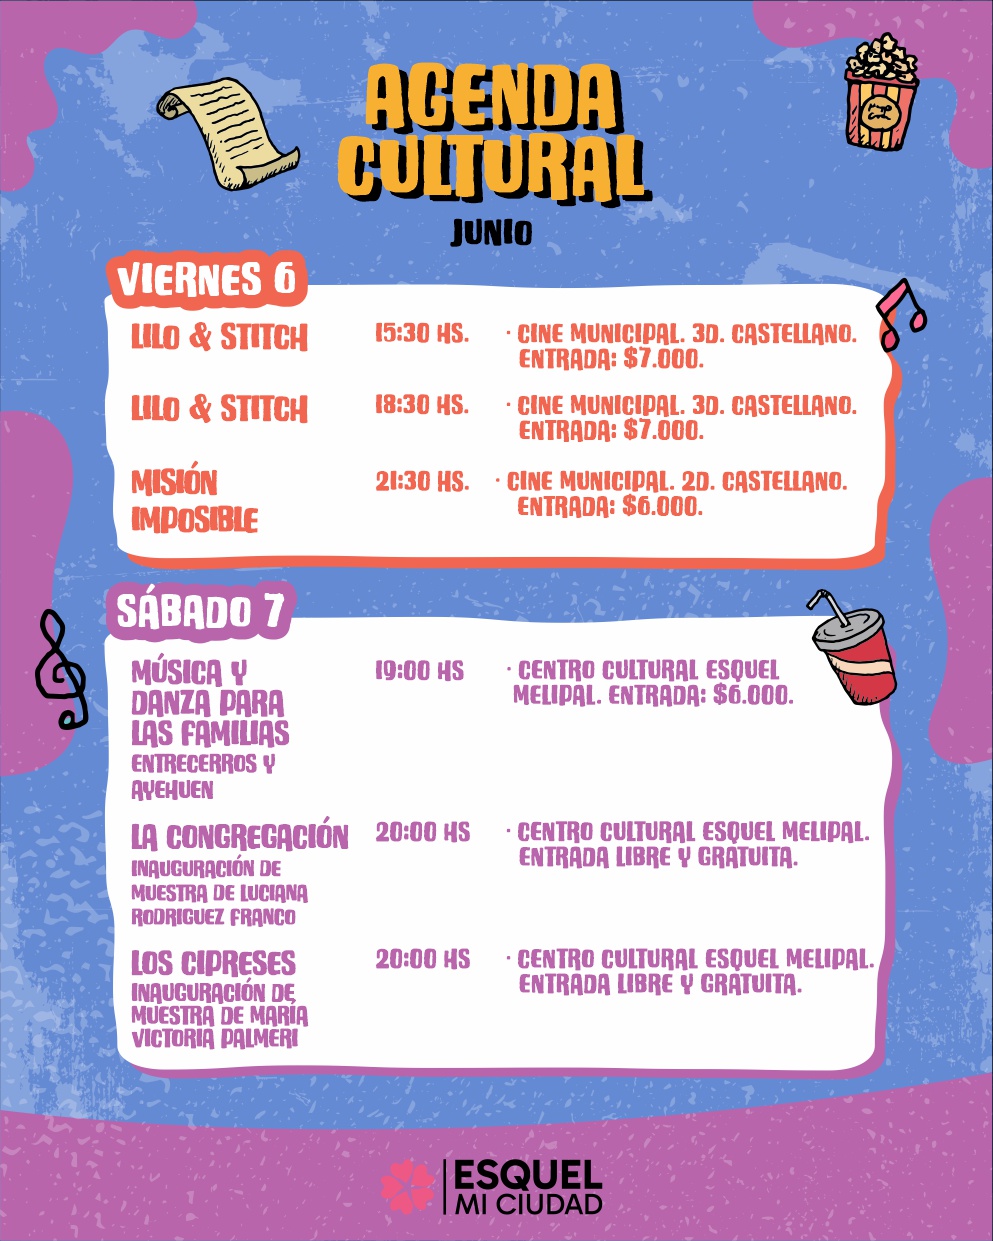 AGENDA
CULTURAL
JUNIO
VIERNES 6
LILO & STITCH 15:30 HS. · CINE MUNICIPAL. 3D. CASTELLANO.
ENTRADA: $7.000.
LILO & STITCH 18:30 HS. · CINE MUNICIPAL. 3D. CASTELLANO.
ENTRADA: $7.000.
MISIÓN 21:30 HS. · CINE MUNICIPAL. 2D. CASTELLANO.
IMPOSIBLE ENTRADA: $6.000.
SÁBADO 7
MÚSICA Y 19:00 HS · CENTRO CULTURAL ESQUEL
DANZA PARA MELIPAL. ENTRADA: $6.000.
LAS FAMILIAS
ENTRECERROS Y
AYEHUEN
LA CONGREGACIÓN 20:00 HS · CENTRO CULTURAL ESQUEL MELIPAL.
INAUGURACIÓN DE ENTRADA LIBRE Y GRATUITA.
MUESTRA DE LUCIANA
RODRIGUEZ FRANCO
LOS CIPRESES 20:00 HS · CENTRO CULTURAL ESQUEL MELIPAL.
INAUGURACIÓN DE ENTRADA LIBRE Y GRATUITA.
MUESTRA DE MARÍA
VICTORIA PALMERI
ESQUEL
MI CIUDAD